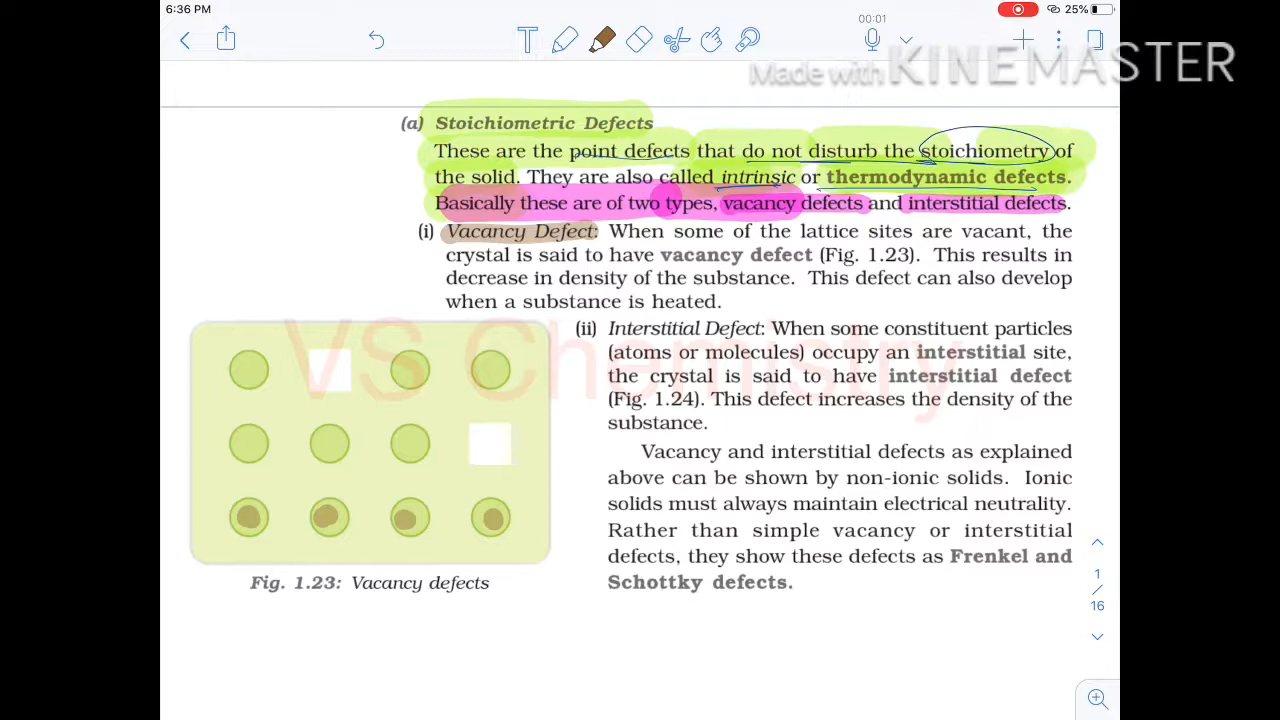 6:36 PM
25%
00:01
Made with KINEMASTER
(a) Stoichiometric Defects
These are the point defects that do not disturb the stoichiometry of
the solid. They are also called intrinsic or thermodynamic defects.
Basically these are of two types, vacancy defects and interstitial defects.
(i) Vacancy Defect: When some of the lattice sites are vacant, the
crystal is said to have vacancy defect (Fig. 1.23). This results in
decrease in density of the substance. This defect can also develop
when a substance is heated.
(ii) Interstitial Defect: When some constituent particles
(atoms or molecules) occupy an interstitial site,
the crystal is said to have interstitial defect
(Fig. 1.24). This defect increases the density of the
substance.
Vacancy and interstitial defects as explained
above can be shown by non-ionic solids. Ionic
solids must always maintain electrical neutrality.
Rather than simple vacancy or interstitial
defects, they show these defects as Frenkel and
Schottky defects.
VS Chemistry
Fig. 1.23: Vacancy defects
1
/
16